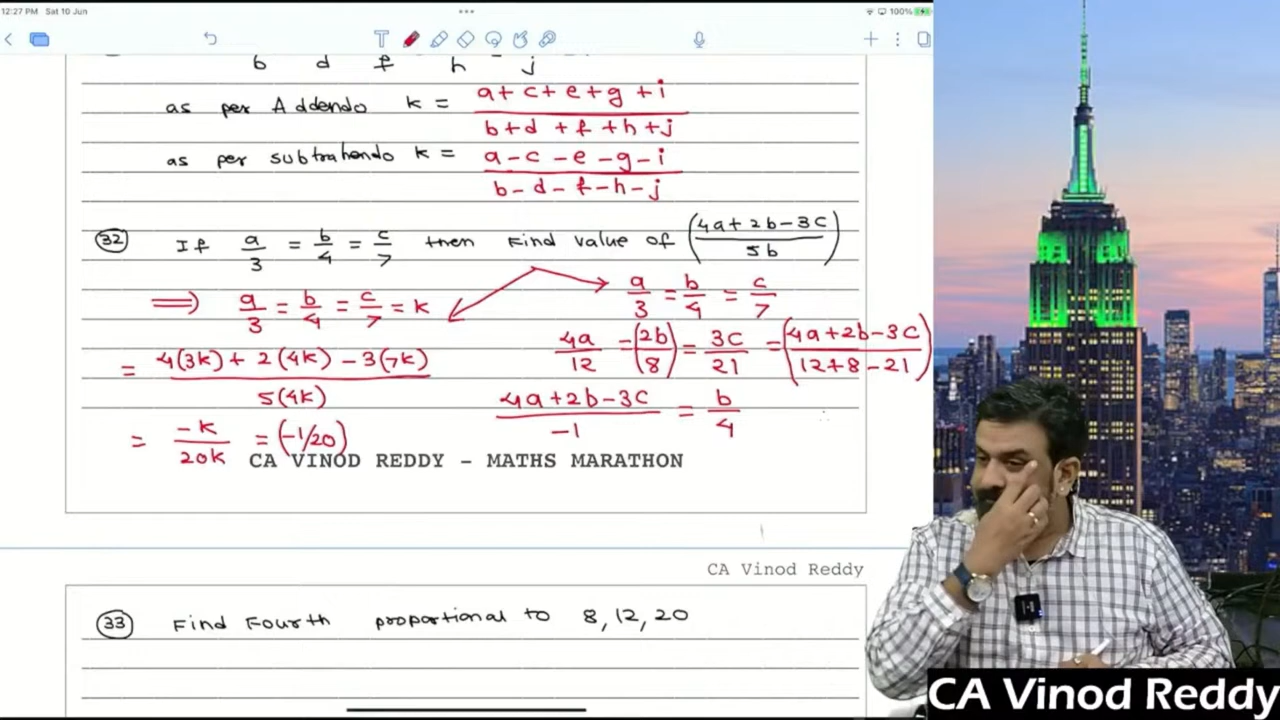 12:27 PM Sat 10 Jun
100%
T
b d f h j
as per Addendo k = a+c+e+g+i / b+d+f+h+j
as per subtrahendo k = a-c-e-g-i / b-d-f-h-j
32 If a/3 = b/4 = c/7 then Find value of (4a+2b-3c / 5b)
⟹ a/3 = b/4 = c/7 = k
= 4(3k) + 2(4k) - 3(7k) / 5(4k)
= -k / 20k = (-1/20)
a/3 = b/4 = c/7
4a/12 = (2b/8) = 3c/21 = (4a+2b-3c / 12+8-21)
4a+2b-3c / -1 = b/4
CA VINOD REDDY - MATHS MARATHON
CA Vinod Reddy
33 Find Fourth proportional to 8, 12, 20
CA Vinod Reddy